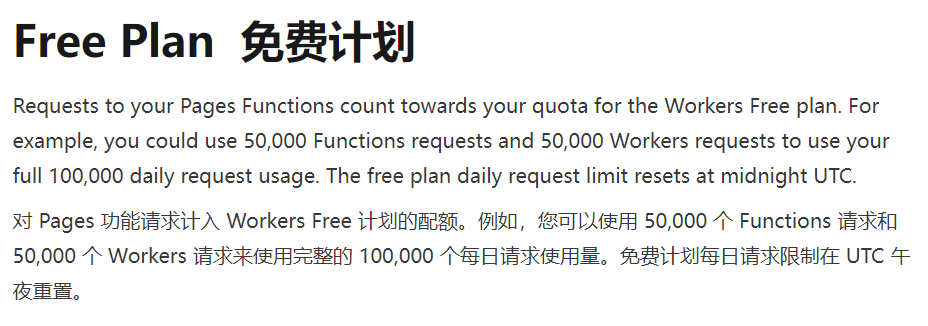 Free Plan 免费计划
Requests to your Pages Functions count towards your quota for the Workers Free plan. For
example, you could use 50,000 Functions requests and 50,000 Workers requests to use your
full 100,000 daily request usage. The free plan daily request limit resets at midnight UTC.
对 Pages 功能请求计入 Workers Free 计划的配额。例如，您可以使用 50,000 个 Functions 请求和
50,000 个 Workers 请求来使用完整的 100,000 个每日请求使用量。免费计划每日请求限制在 UTC 午
夜重置。